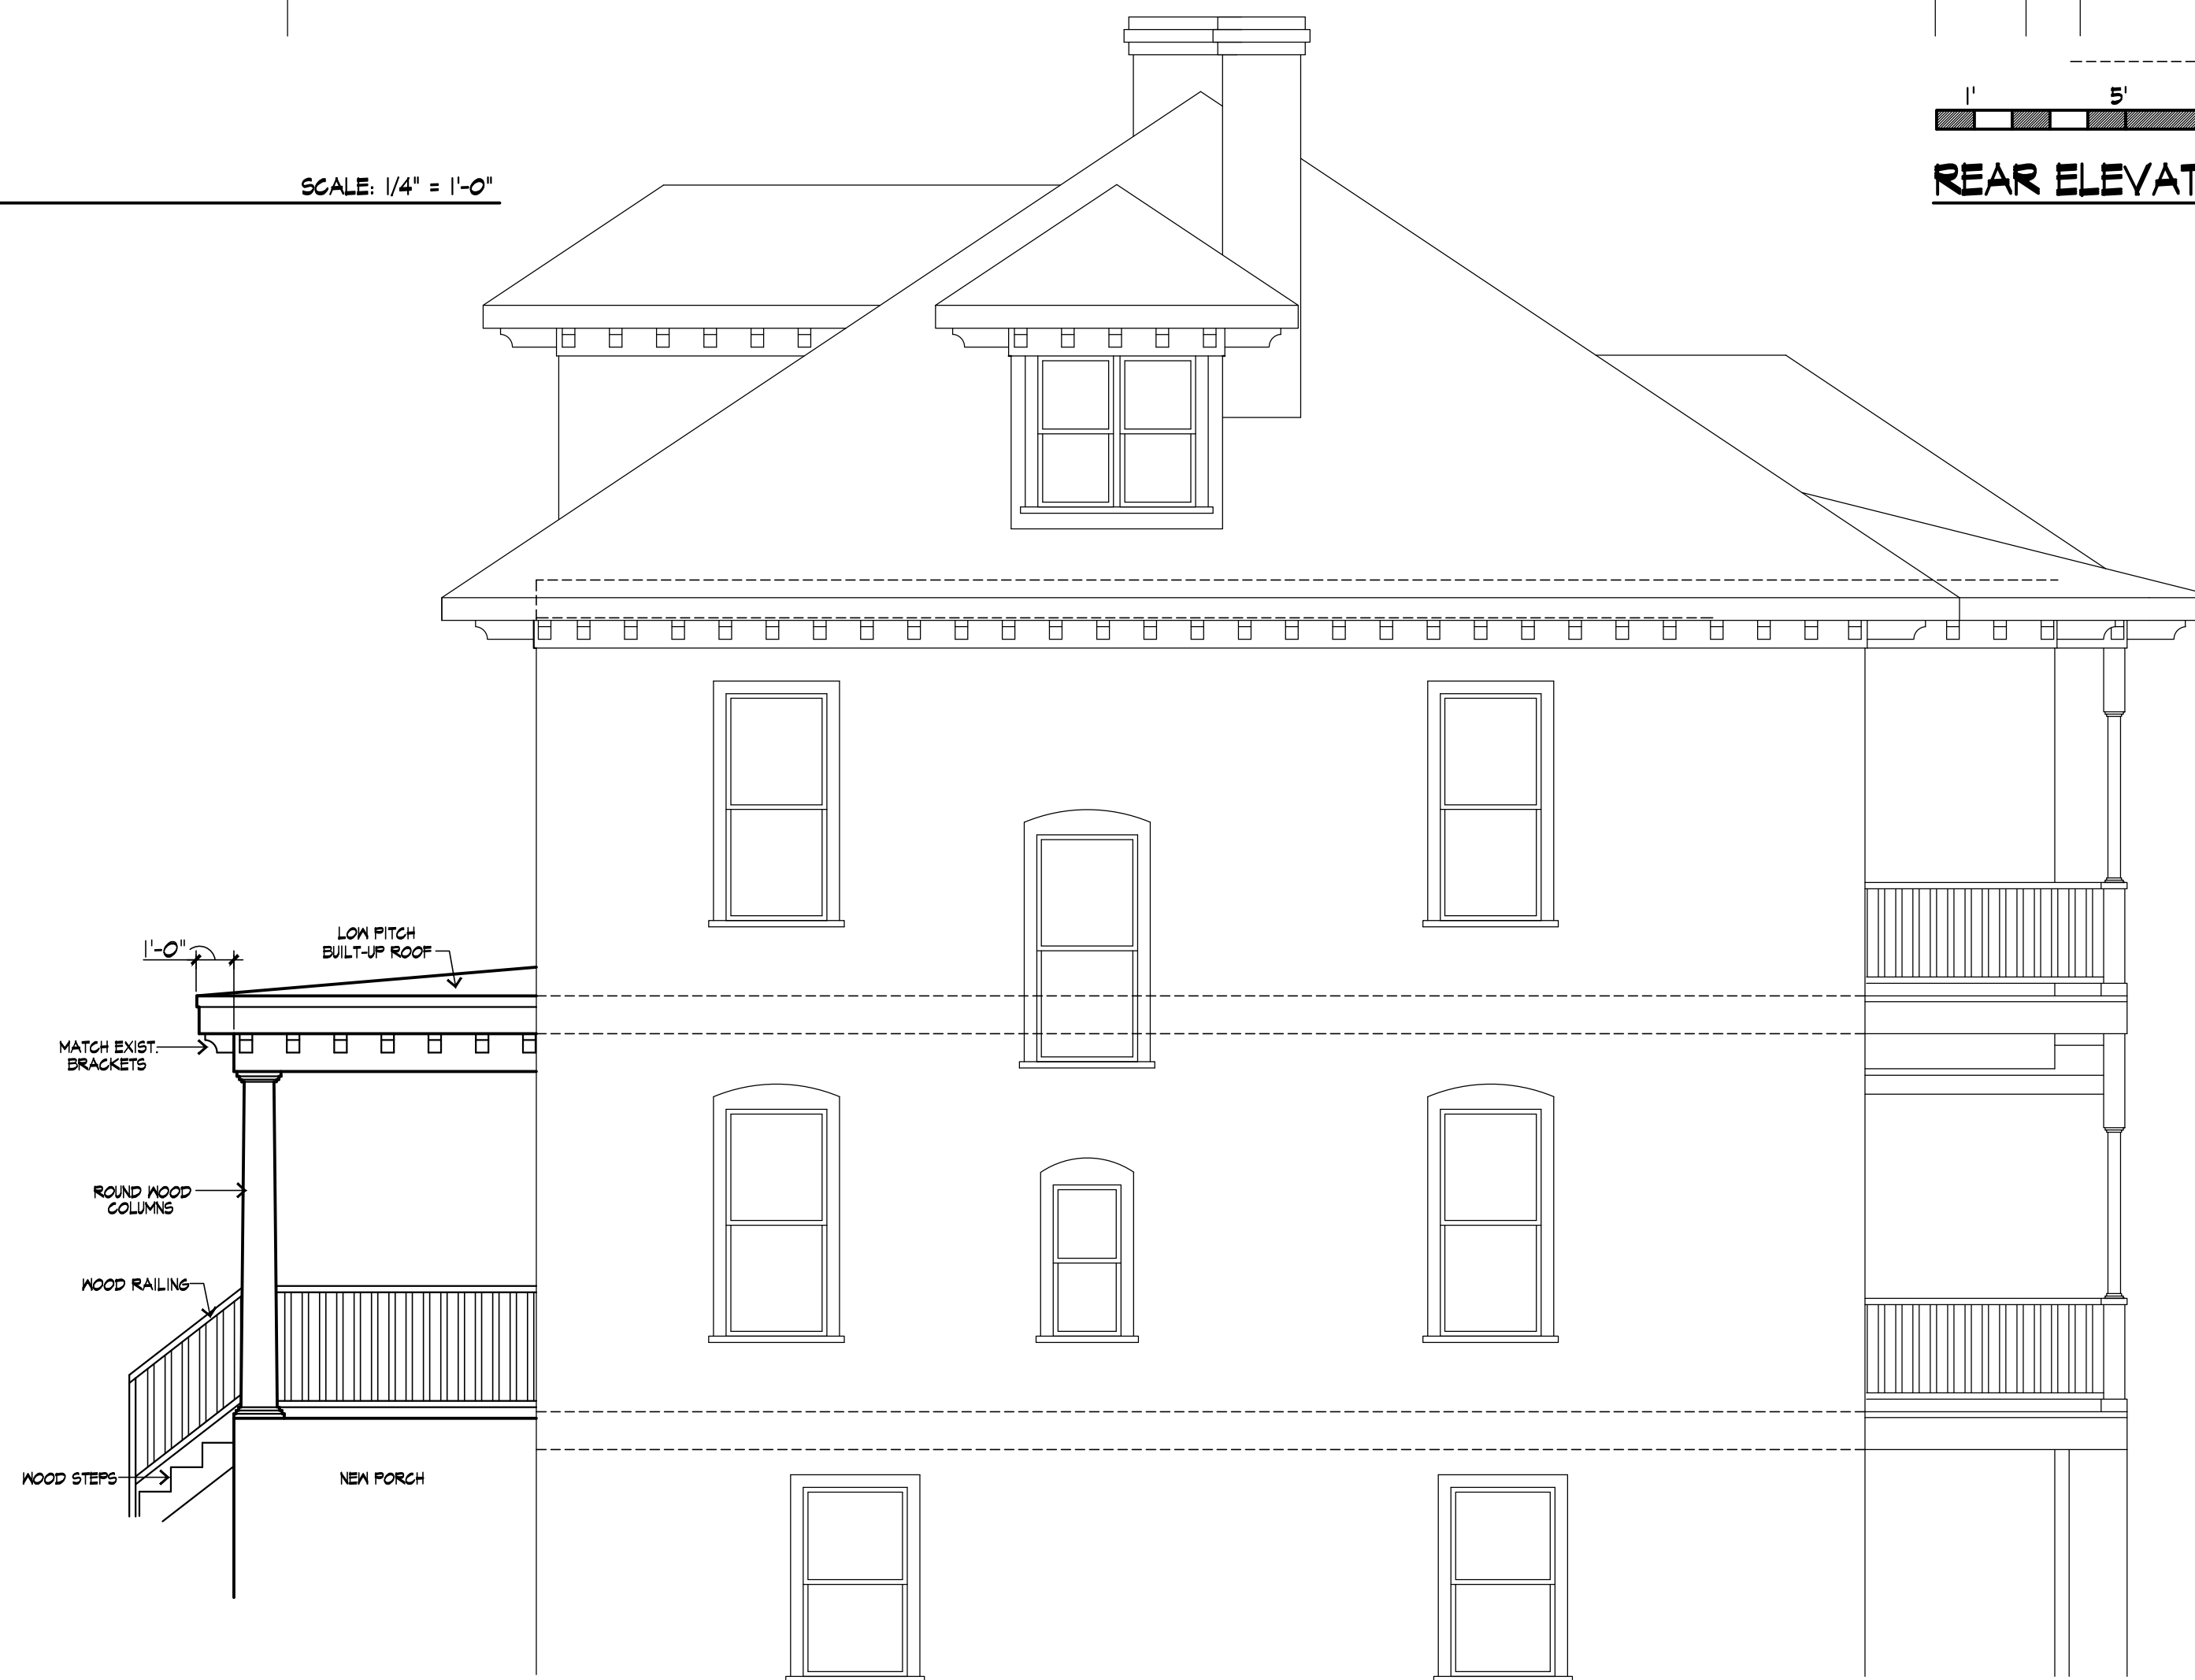 1'
5'
SCALE: 1/4" = 1'-0"
REAR ELEVAT
LOW PITCH
BUILT-UP ROOF
1'-0"
MATCH EXIST.
BRACKETS
ROUND WOOD
COLUMNS
WOOD RAILING
WOOD STEPS
NEW PORCH